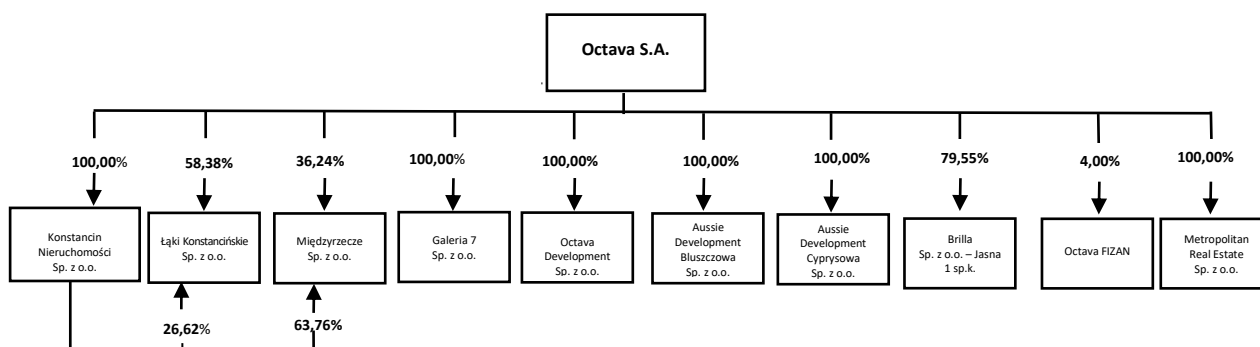 Octava S.A.
100,00%
58,38%
36,24%
100,00%
100,00%
100,00%
100,00%
79,55%
4,00%
100,00%
Konstancin
Nieruchomości
Sp. z o.o.
Łąki Konstancińskie
Sp. z o.o.
Międzyrzecze
Sp. z o.o.
Galeria 7
Sp. z o.o.
Octava
Development
Sp. z o.o.
Aussie
Development
Bluszczowa
Sp. z o.o.
Aussie
Development
Cyprysowa
Sp. z o.o.
Brilla
Sp. z o.o. – Jasna
1 sp.k.
Octava FIZAN
Metropolitan
Real Estate
Sp. z o.o.
26,62%
63,76%